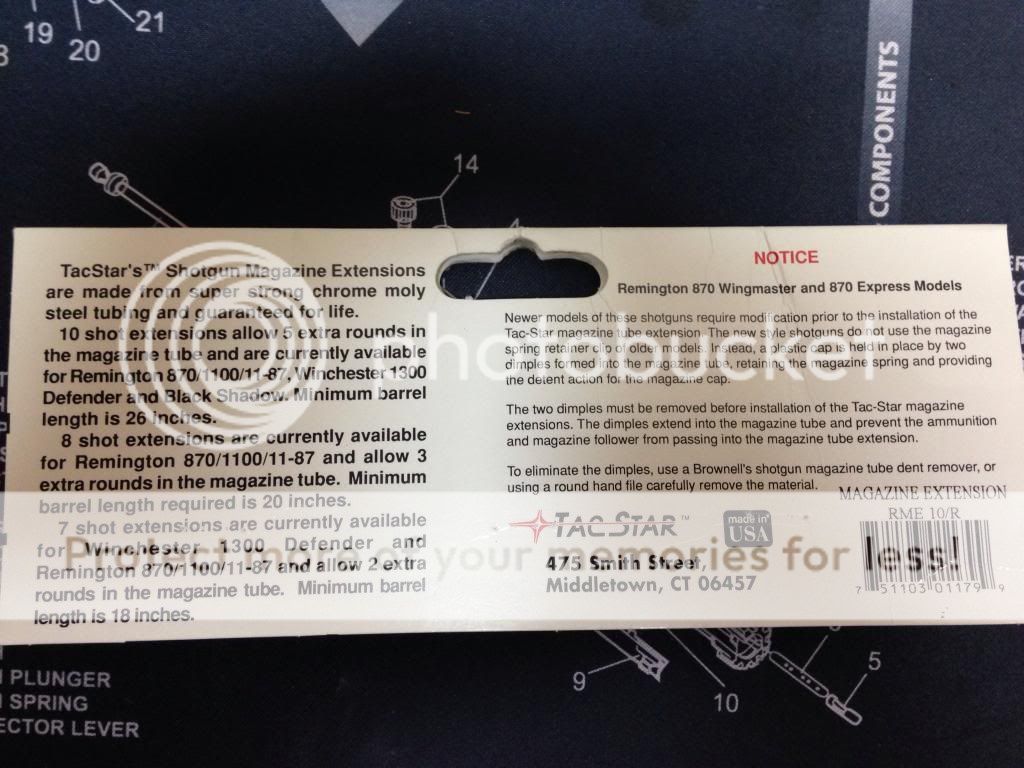 19
20
21
14
4
COMPONENTS
TacStar's™ Shotgun Magazine Extensions
are made from super strong chrome moly
steel tubing and guaranteed for life.
10 shot extensions allow 5 extra rounds in
the magazine tube and are currently available
for Remington 870/1100/11-87, Winchester 1300
Defender and Black Shadow. Minimum barrel
length is 26 inches.
8 shot extensions are currently available
for Remington 870/1100/11-87 and allow 3
extra rounds in the magazine tube. Minimum
barrel length required is 20 inches.
7 shot extensions are currently available
for Winchester 1300 Defender and
Remington 870/1100/11-87 and allow 2 extra
rounds in the magazine tube. Minimum barrel
length is 18 inches.
NOTICE
Remington 870 Wingmaster and 870 Express Models
Newer models of these shotguns require modification prior to the installation of the
Tac-Star magazine tube extension. The new style shotguns do not use the magazine
spring retainer clip of older models. Instead, a plastic cap is held in place by two
dimples formed into the magazine tube, retaining the magazine spring and providing
the detent action for the magazine cap.
The two dimples must be removed before installation of the Tac-Star magazine
extensions. The dimples extend into the magazine tube and prevent the ammunition
and magazine follower from passing into the magazine tube extension.
To eliminate the dimples, use a Brownell's shotgun magazine tube dent remover, or
using a round hand file carefully remove the material.
MAGAZINE EXTENSION
RME 10/R
TACSTAR™
made in
USA
475 Smith Street,
Middletown, CT 06457
7 51103 01179 9
photobucket
Protect more of your memories for less!
PLUNGER
SPRING
ECTOR LEVER
9
10
5